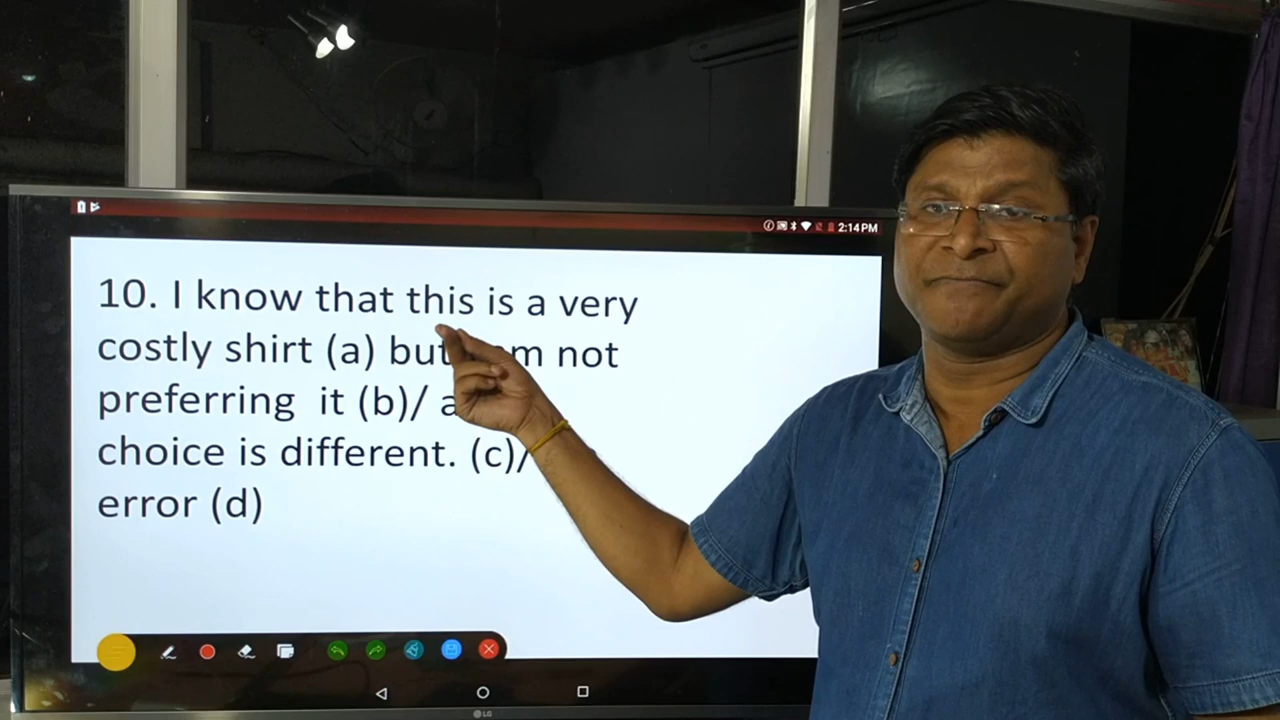 2:14 PM
10. I know that this is a very
costly shirt (a) but am not
preferring it (b)/
choice is different. (c)/
error (d)
LG